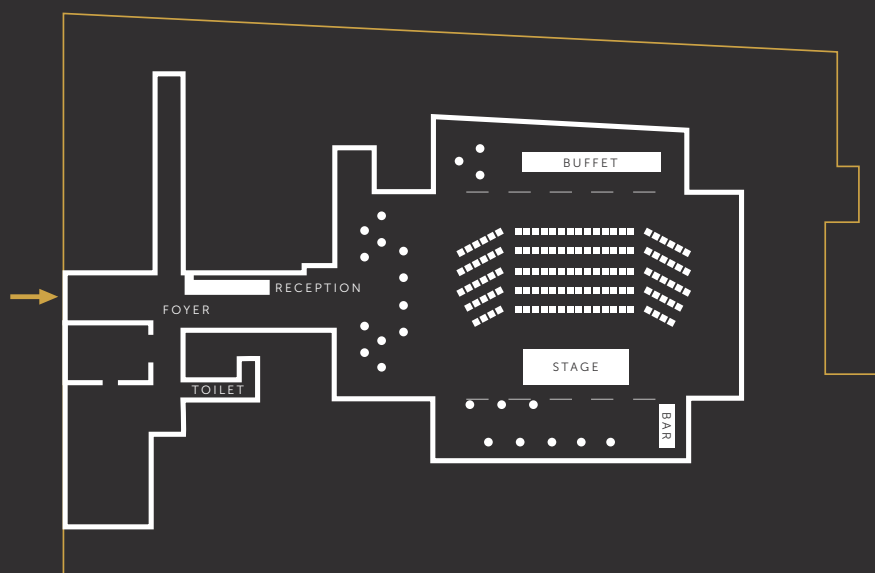 BUFFET
RECEPTION
FOYER
STAGE
TOILET
BAR